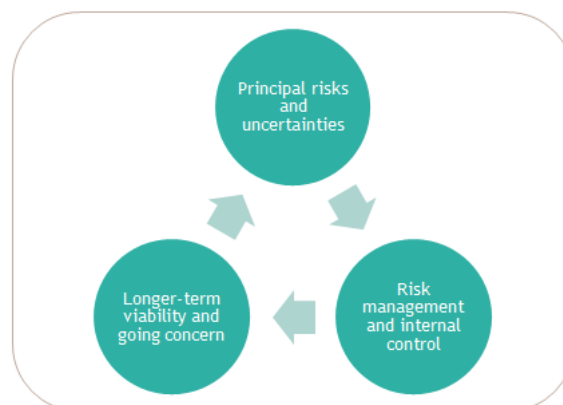 Principal risks
and
uncertainties
Longer-term
viability and
going concern
Risk
management
and internal
control